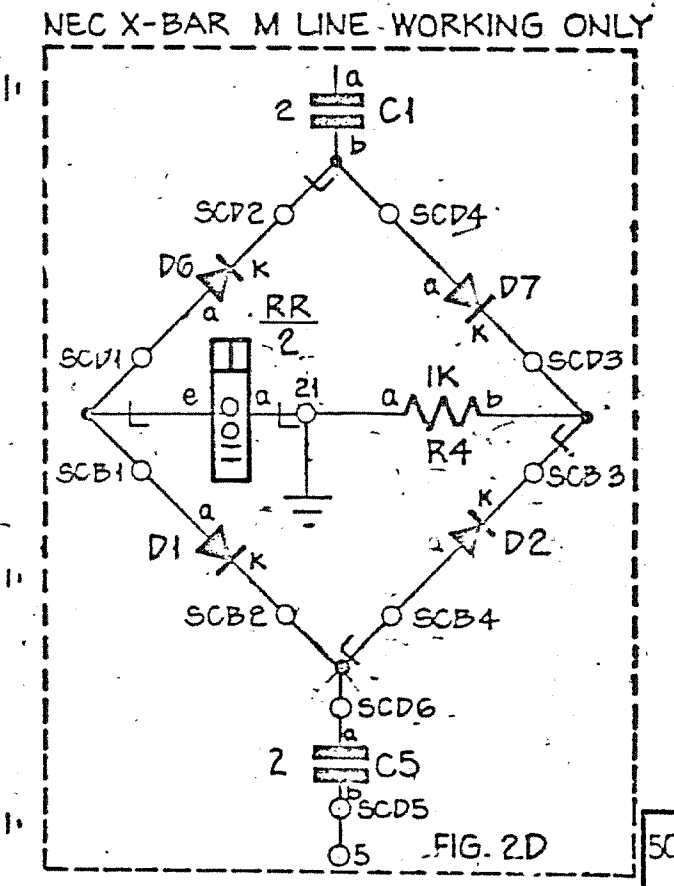 NEC X-BAR M LINE-WORKING ONLY
a
2 C1
b
SCD2 SCD4
D6 K a D7
a K
RR
2
SCD1 SCD3
e a 21 a 1K b
10
R4
SCB1 SCB3
a K
D1 K a D2
SCB2 SCB4
SCD6
a
2 C5
b
SCD5
5
FIG. 2D